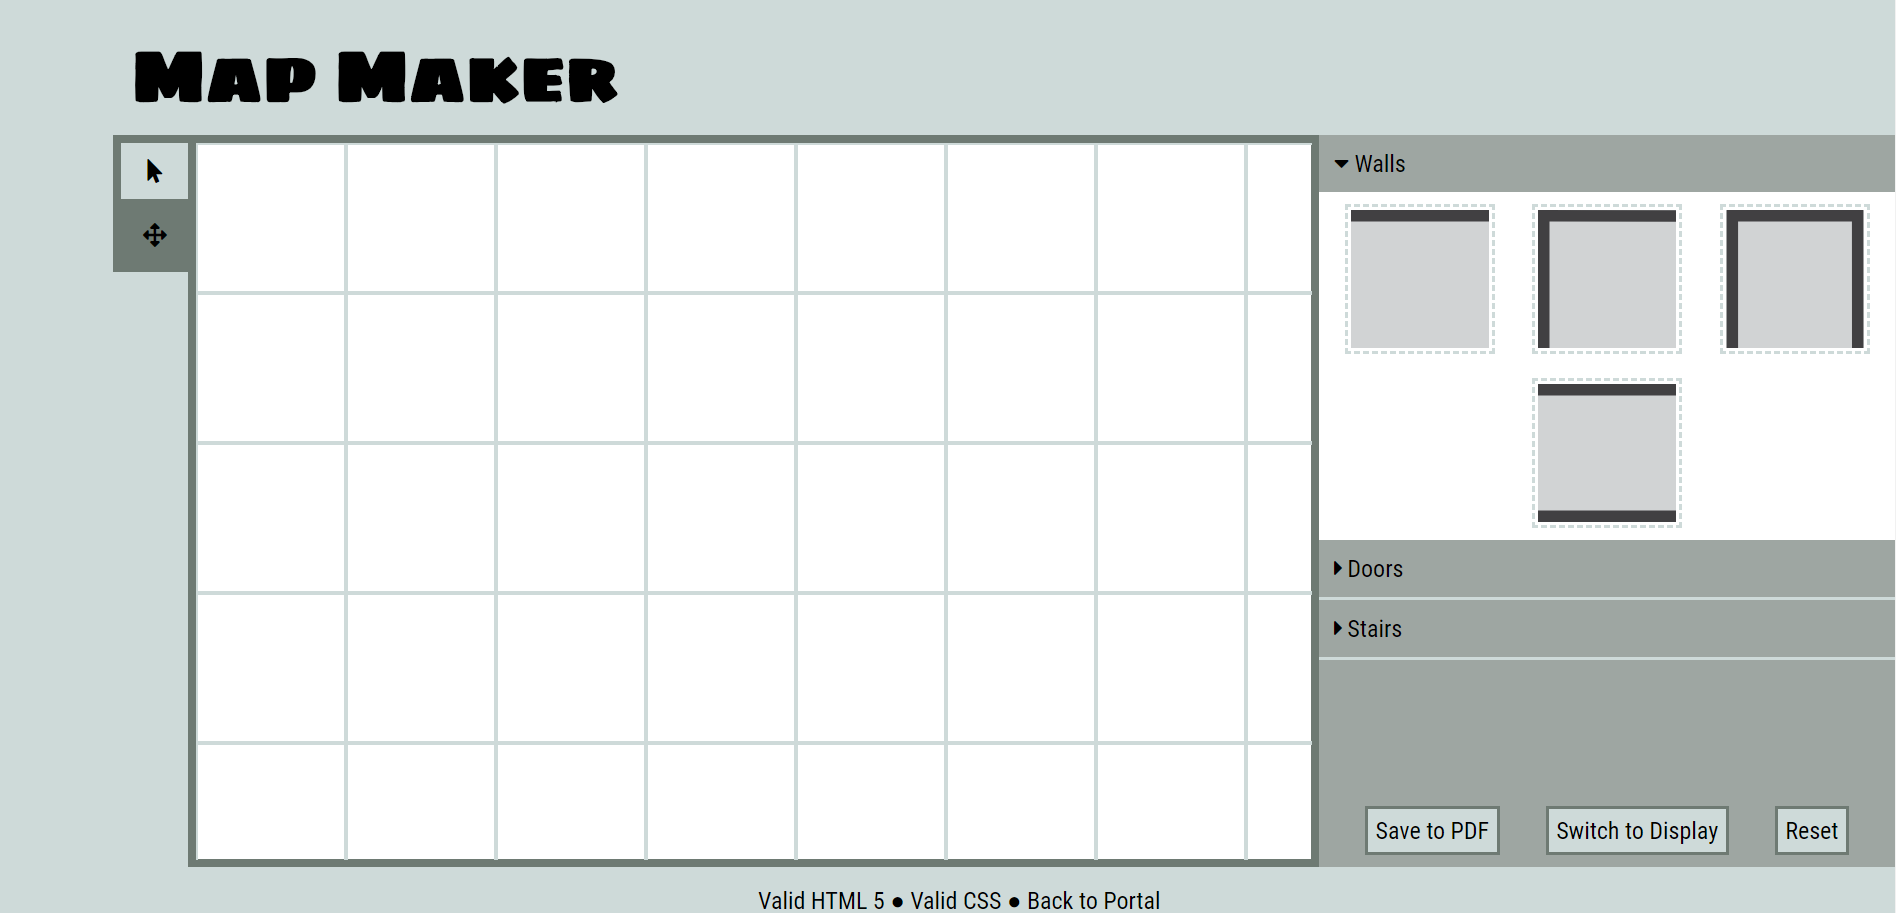 Map Maker
Walls
Doors
Stairs
Save to PDF
Switch to Display
Reset
Valid HTML 5 ● Valid CSS ● Back to Portal